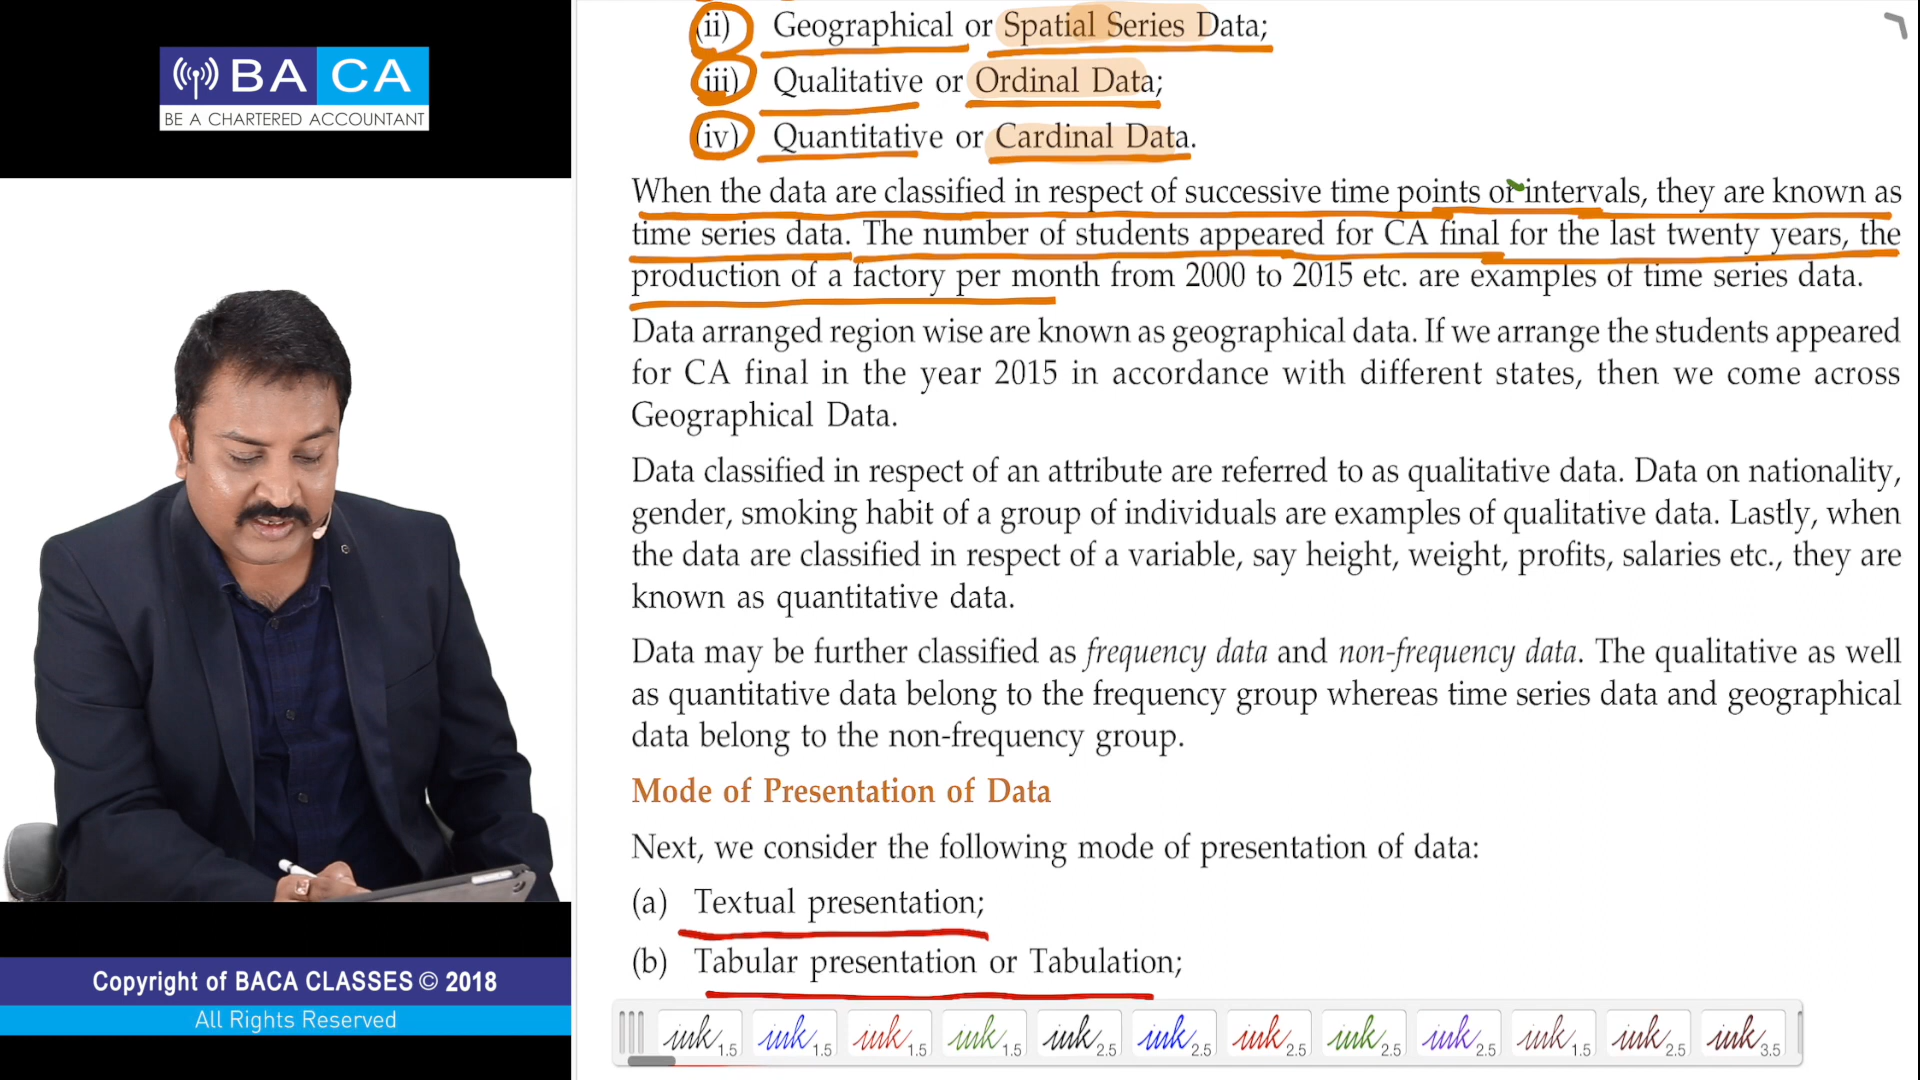 BA CA
BE A CHARTERED ACCOUNTANT
(ii) Geographical or Spatial Series Data;
(iii) Qualitative or Ordinal Data;
(iv) Quantitative or Cardinal Data.
When the data are classified in respect of successive time points or intervals, they are known as
time series data. The number of students appeared for CA final for the last twenty years, the
production of a factory per month from 2000 to 2015 etc. are examples of time series data.
Data arranged region wise are known as geographical data. If we arrange the students appeared
for CA final in the year 2015 in accordance with different states, then we come across
Geographical Data.
Data classified in respect of an attribute are referred to as qualitative data. Data on nationality,
gender, smoking habit of a group of individuals are examples of qualitative data. Lastly, when
the data are classified in respect of a variable, say height, weight, profits, salaries etc., they are
known as quantitative data.
Data may be further classified as frequency data and non-frequency data. The qualitative as well
as quantitative data belong to the frequency group whereas time series data and geographical
data belong to the non-frequency group.
Mode of Presentation of Data
Next, we consider the following mode of presentation of data:
(a) Textual presentation;
(b) Tabular presentation or Tabulation;
Copyright of BACA CLASSES © 2018
All Rights Reserved
ink 1.5 ink 1.5 ink 1.5 ink 1.5 ink 2.5 ink 2.5 ink 2.5 ink 2.5 ink 2.5 ink 1.5 ink 2.5 ink 3.5